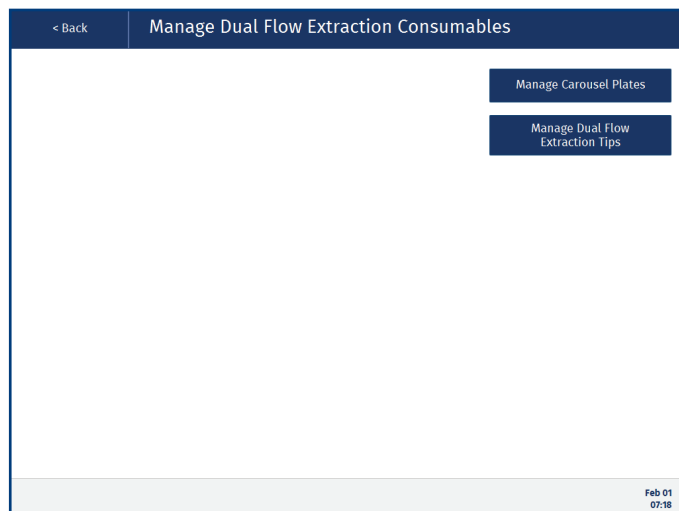 < Back
Manage Dual Flow Extraction Consumables
Manage Carousel Plates
Manage Dual Flow
Extraction Tips
Feb 01
07:18